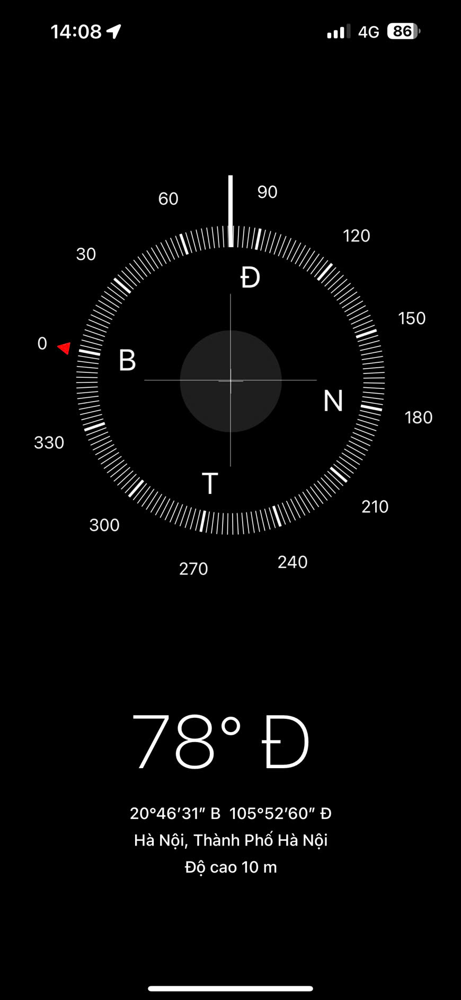 14:08 4G 86
60 90
30 120
0 150
Đ
B N
T
330 180
300 210
270 240
78° Đ
20°46’31” B 105°52’60” Đ
Hà Nội, Thành Phố Hà Nội
Độ cao 10 m